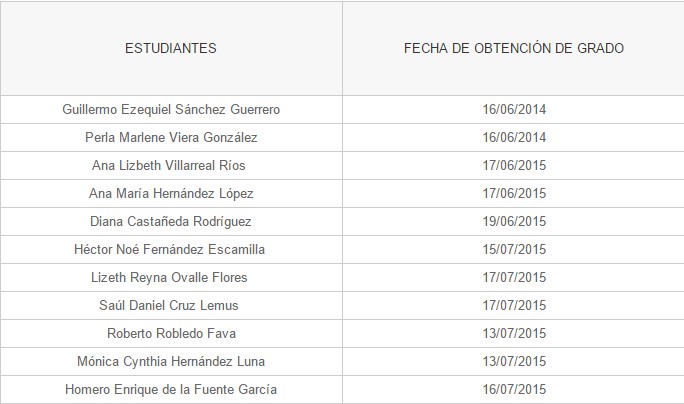 ESTUDIANTES FECHA DE OBTENCIÓN DE GRADO
Guillermo Ezequiel Sánchez Guerrero 16/06/2014
Perla Marlene Viera González 16/06/2014
Ana Lizbeth Villarreal Ríos 17/06/2015
Ana María Hernández López 17/06/2015
Diana Castañeda Rodríguez 19/06/2015
Héctor Noé Fernández Escamilla 15/07/2015
Lizeth Reyna Ovalle Flores 17/07/2015
Saúl Daniel Cruz Lemus 17/07/2015
Roberto Robledo Fava 13/07/2015
Mónica Cynthia Hernández Luna 13/07/2015
Homero Enrique de la Fuente García 16/07/2015